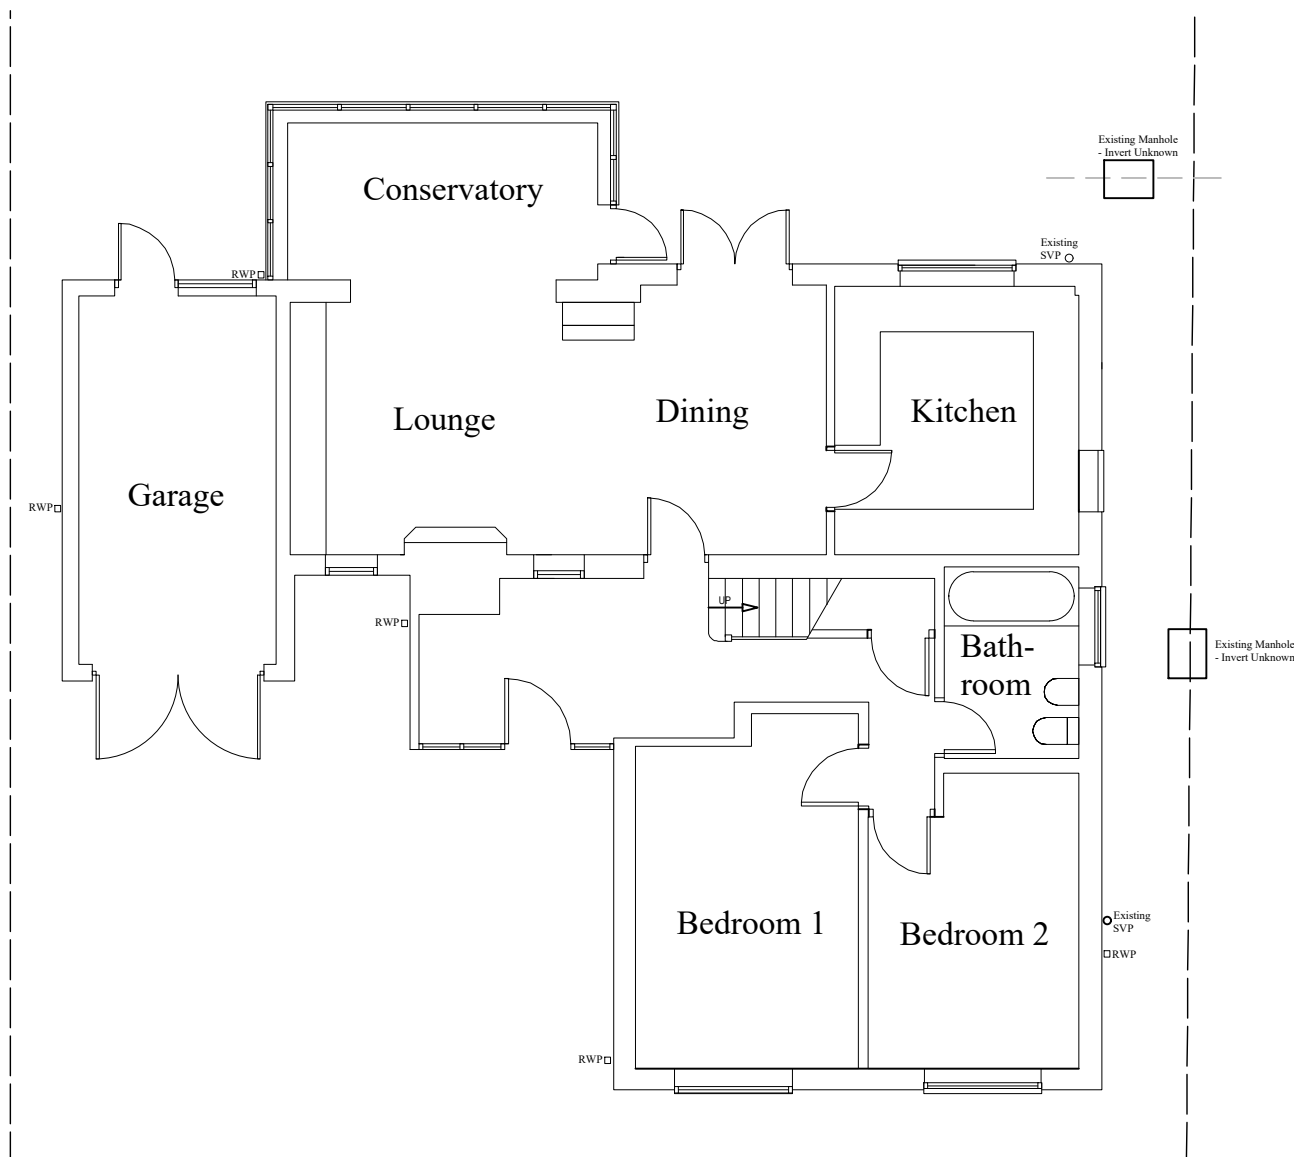 Existing Manhole
- Invert Unknown
Conservatory
Existing
SVP
RWP
Lounge
Dining
Kitchen
Garage
RWP
UP
RWP
Bath-
room
Existing Manhole
- Invert Unknown
Bedroom 1
Bedroom 2
Existing
SVP
RWP
RWP